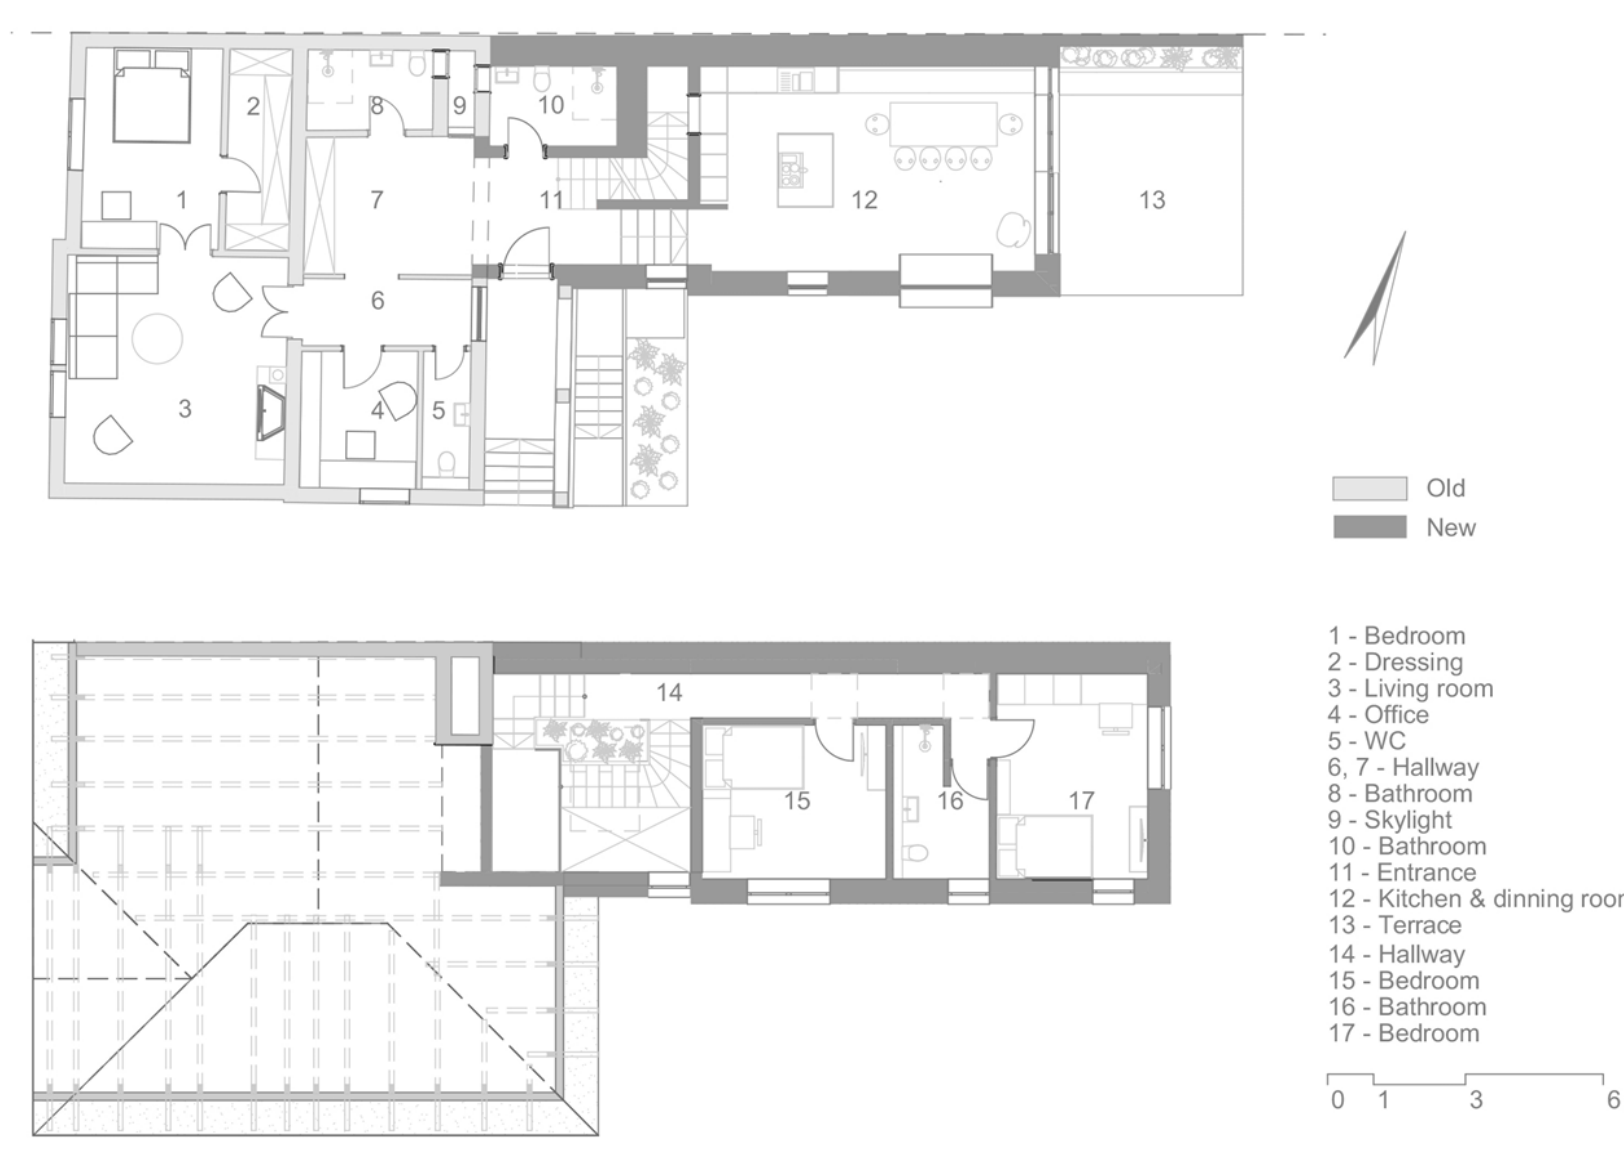 2
8
9
10
1
7
11
12
13
6
3
4
5
Old
New
14
15
16
17
1 - Bedroom
2 - Dressing
3 - Living room
4 - Office
5 - WC
6, 7 - Hallway
8 - Bathroom
9 - Skylight
10 - Bathroom
11 - Entrance
12 - Kitchen & dinning roor
13 - Terrace
14 - Hallway
15 - Bedroom
16 - Bathroom
17 - Bedroom
0 1 3 6